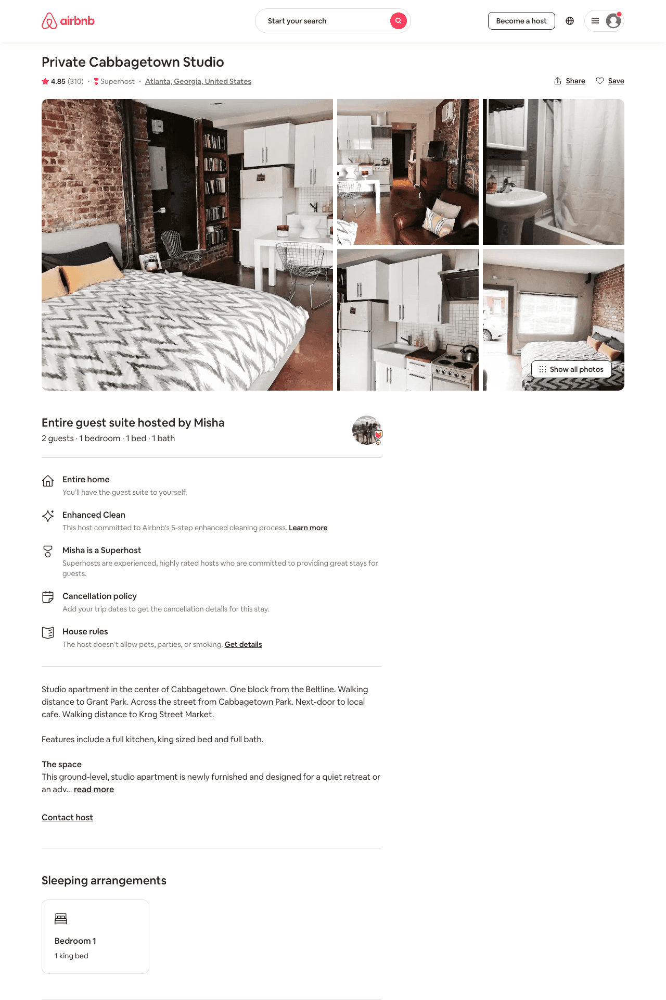 airbnb
Start your search
Become a host
Private Cabbagetown Studio
4.85 (310) · Superhost · Atlanta, Georgia, United States
Share
Save
Show all photos
Entire guest suite hosted by Misha
2 guests · 1 bedroom · 1 bed · 1 bath
Entire home
You’ll have the guest suite to yourself.
Enhanced Clean
This host committed to Airbnb's 5-step enhanced cleaning process. Learn more
Misha is a Superhost
Superhosts are experienced, highly rated hosts who are committed to providing great stays for
guests.
Cancellation policy
Add your trip dates to get the cancellation details for this stay.
House rules
The host doesn’t allow pets, parties, or smoking. Get details
Studio apartment in the center of Cabbagetown. One block from the Beltline. Walking
distance to Grant Park. Across the street from Cabbagetown Park. Next-door to local
cafe. Walking distance to Krog Street Market.
Features include a full kitchen, king sized bed and full bath.
The space
This ground-level, studio apartment is newly furnished and designed for a quiet retreat or
an adv... read more
Contact host
Sleeping arrangements
Bedroom 1
1 king bed